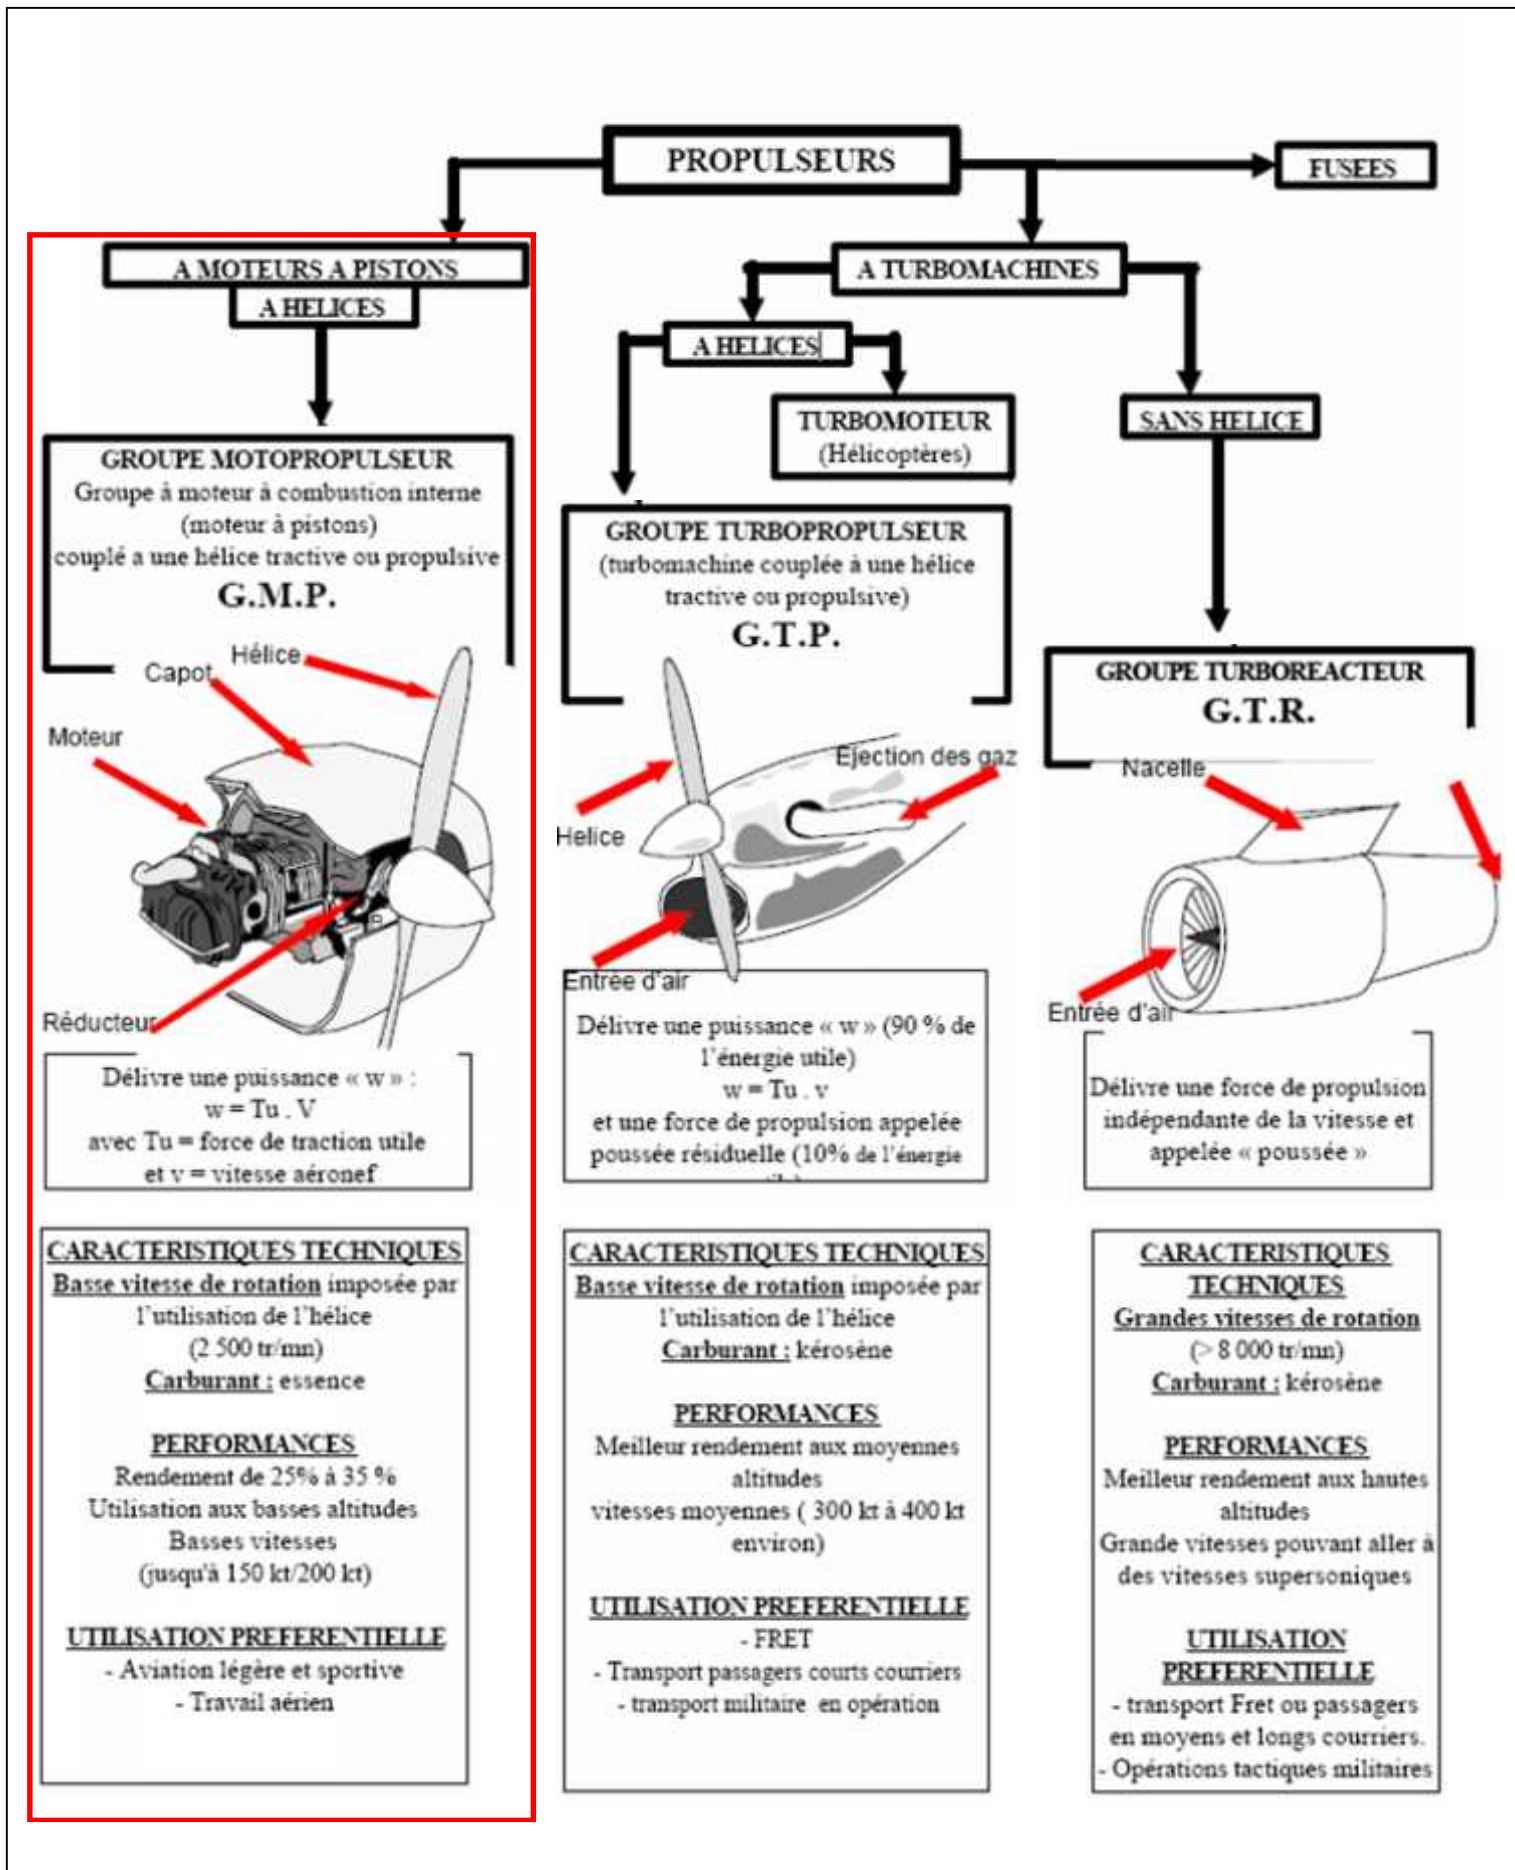 PROPULSEURS
FUSEES
A MOTEURS A PISTONS
A HELICES
A TURBOMACHINES
A HELICES
TURBOMOTEUR
(Hélicoptères)
SANS HELICE
GROUPE MOTOPROPULSEUR
Groupe à moteur à combustion interne
(moteur à pistons)
couplé a une hélice tractive ou propulsive
G.M.P.
Hélice
Capot
Moteur
Réducteur
Délivre une puissance « w » :
w = Tu . V
avec Tu = force de traction utile
et v = vitesse aéronef
CARACTERISTIQUES TECHNIQUES
Basse vitesse de rotation imposée par
l'utilisation de l'hélice
(2 500 tr/mn)
Carburant : essence
PERFORMANCES
Rendement de 25% à 35 %
Utilisation aux basses altitudes
Basses vitesses
(jusqu'à 150 kt/200 kt)
UTILISATION PREFERENTIELLE
- Aviation légère et sportive
- Travail aérien
GROUPE TURBOPROPULSEUR
(turbomachine couplée à une hélice
tractive ou propulsive)
G.T.P.
Ejection des gaz
Helice
Entrée d'air
Délivre une puissance « w » (90 % de
l'énergie utile)
w = Tu . v
et une force de propulsion appelée
poussée résiduelle (10% de l'énergie
CARACTERISTIQUES TECHNIQUES
Basse vitesse de rotation imposée par
l'utilisation de l'hélice
Carburant : kérosène
PERFORMANCES
Meilleur rendement aux moyennes
altitudes
vitesses moyennes ( 300 kt à 400 kt
environ)
UTILISATION PREFERENTIELLE
- FRET
- Transport passagers courts courriers
- transport militaire en opération
GROUPE TURBOREACTEUR
G.T.R.
Nacelle
Entrée d'air
Délivre une force de propulsion
indépendante de la vitesse et
appelée « poussée »
CARACTERISTIQUES
TECHNIQUES
Grandes vitesses de rotation
(> 8 000 tr/mn)
Carburant : kérosène
PERFORMANCES
Meilleur rendement aux hautes
altitudes
Grande vitesses pouvant aller à
des vitesses supersoniques
UTILISATION
PREFERENTIELLE
- transport Fret ou passagers
en moyens et longs courriers.
- Opérations tactiques militaires